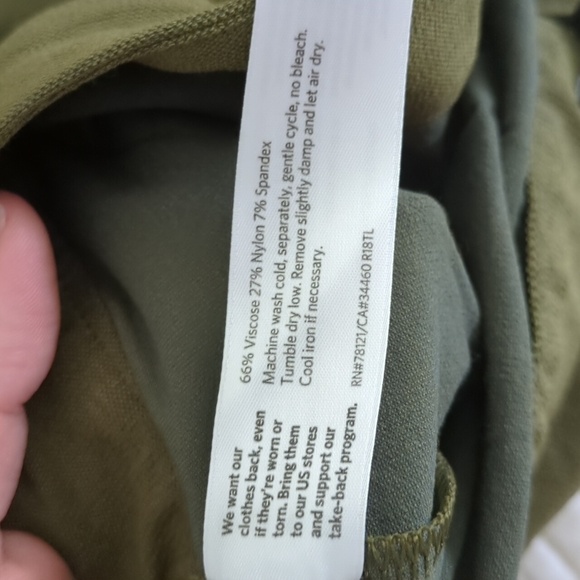 66% Viscose 27% Nylon 7% Spandex
Machine wash cold, separately, gentle cycle, no bleach.
Tumble dry low. Remove slightly damp and let air dry.
Cool iron if necessary.
RN#78121/CA#34460 R18TL
We want our
clothes back, even
if they're worn or
torn. Bring them
to our US stores
and support our
take-back program.